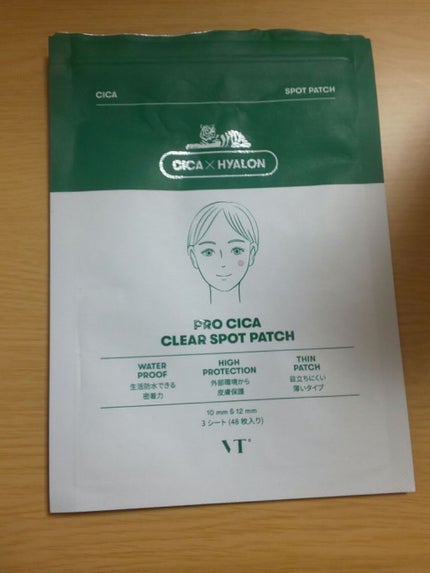 CICA SPOT PATCH
CICA × HYALON
PRO CICA
CLEAR SPOT PATCH
WATER PROOF
生活防水できる
密着力
HIGH PROTECTION
外部環境から
皮膚保護
THIN PATCH
目立ちにくい
薄いタイプ
10 mm & 12 mm
3 シート (48 枚入り)
VT®